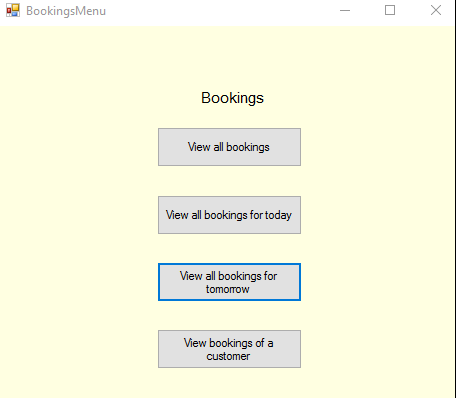 BookingsMenu
Bookings
View all bookings
View all bookings for today
View all bookings for
tomorrow
View bookings of a
customer